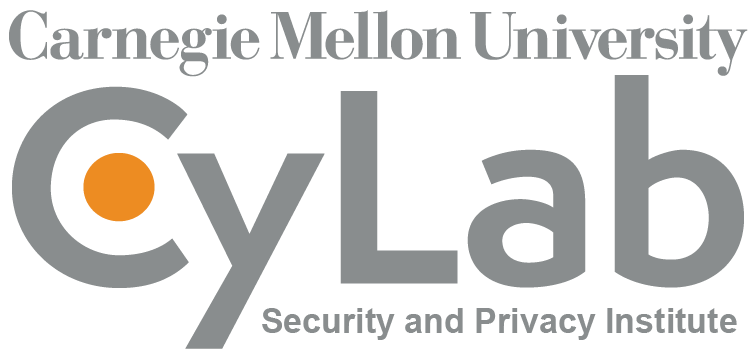 Carnegie Mellon University
CyLab
Security and Privacy Institute